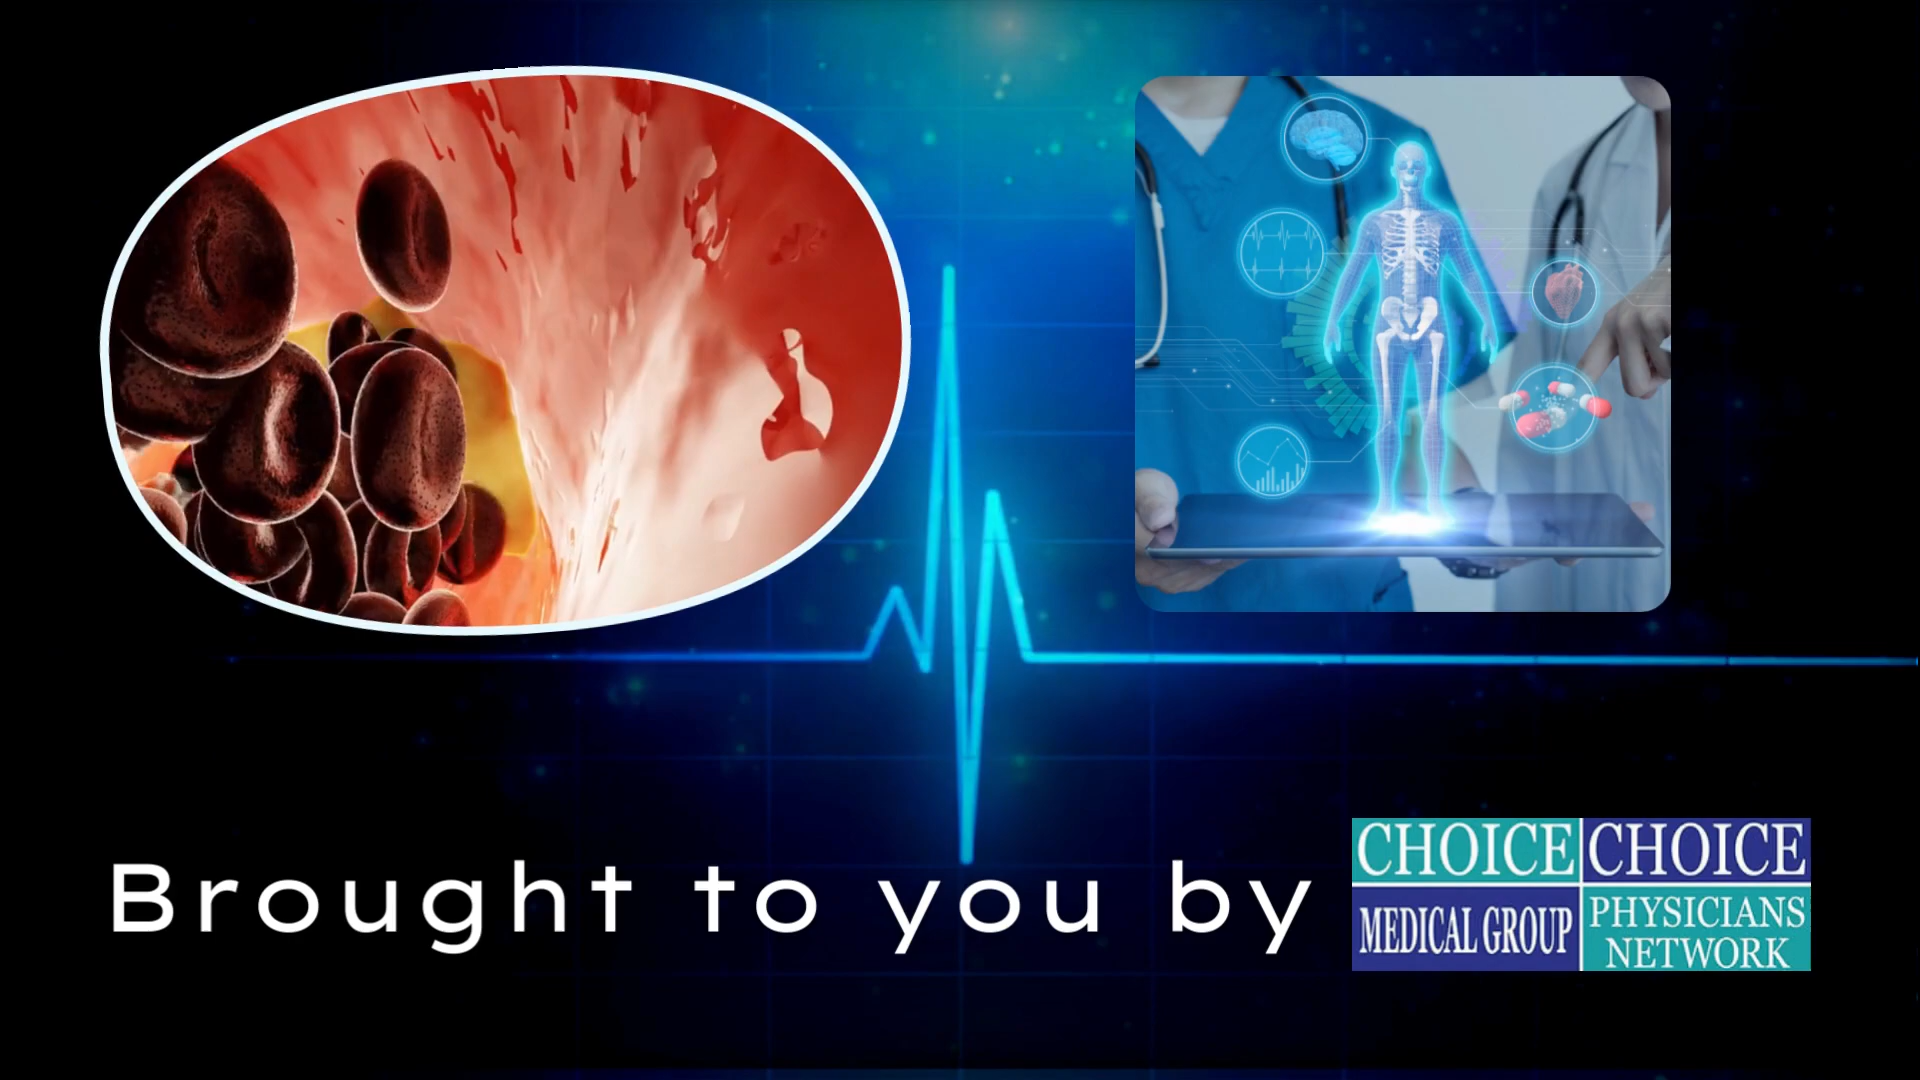 Brought to you by
CHOICE CHOICE
MEDICAL GROUP
PHYSICIANS
NETWORK